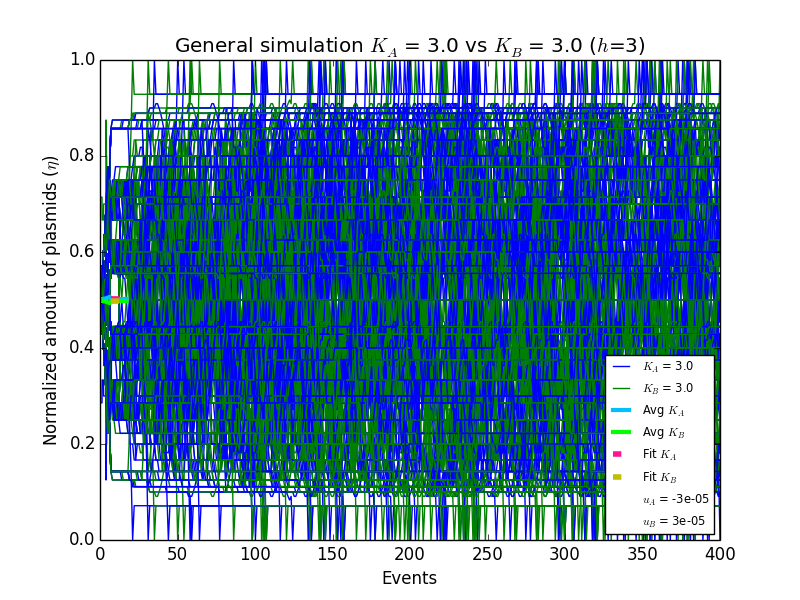 General simulation K_A = 3.0 vs K_B = 3.0 (h=3)
Normalized amount of plasmids (η)
1.0
0.8
0.6
0.4
0.2
0.0
K_A = 3.0
K_B = 3.0
Avg K_A
Avg K_B
Fit K_A
Fit K_B
u_A = -3e-05
u_B = 3e-05
0 50 100 150 200 250 300 350 400
Events